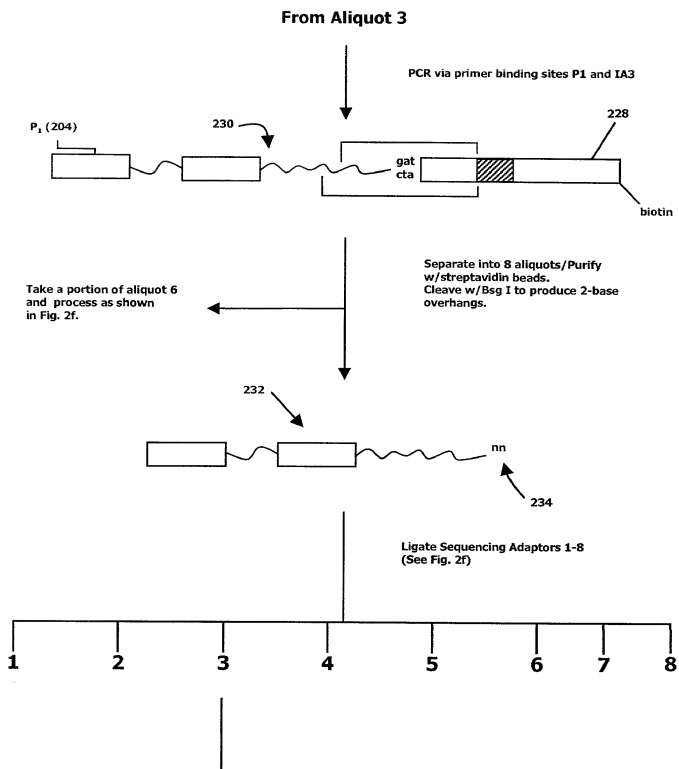 From Aliquot 3
PCR via primer binding sites P1 and IA3
P1 (204)
230
228
gat
cta
biotin
Separate into 8 aliquots/Purify
w/streptavidin beads.
Cleave w/Bsg I to produce 2-base
overhangs.
Take a portion of aliquot 6
and process as shown
in Fig. 2f.
232
nn
234
Ligate Sequencing Adaptors 1-8
(See Fig. 2f)
1 2 3 4 5 6 7 8